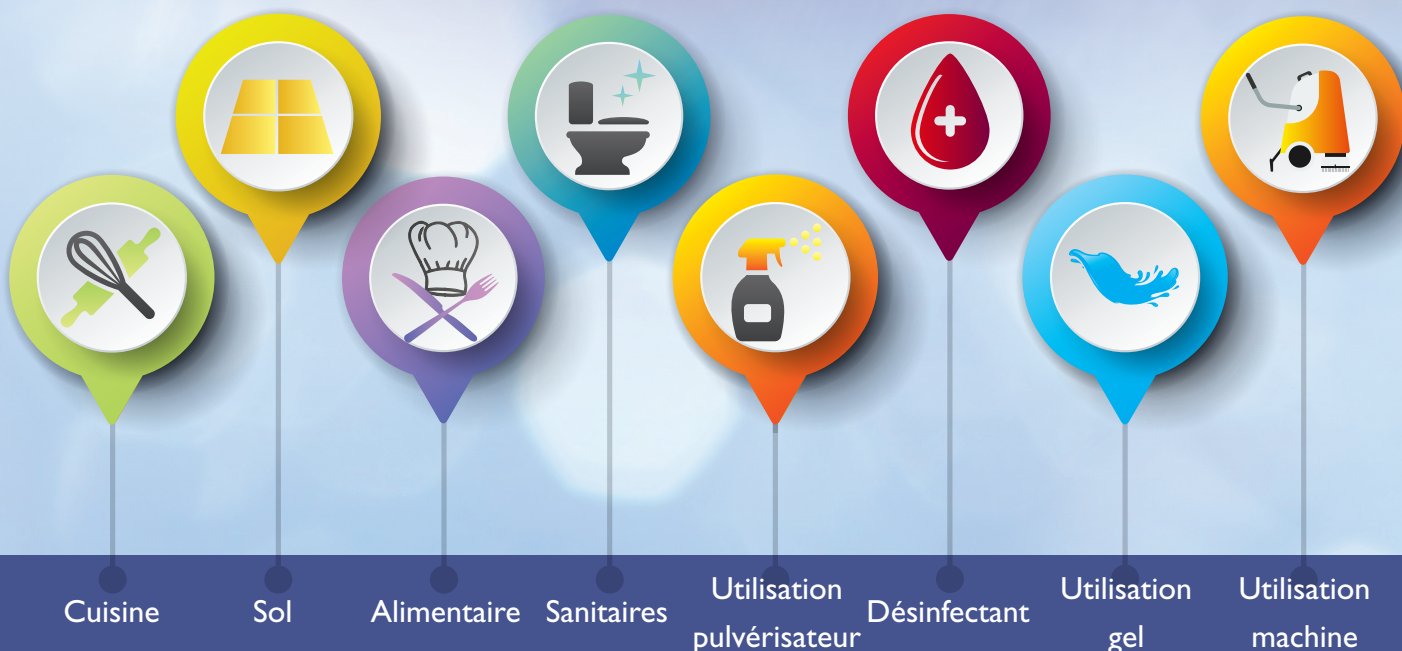 Cuisine
Sol
Alimentaire
Sanitaires
Utilisation
pulvérisateur
Désinfectant
Utilisation
gel
Utilisation
machine